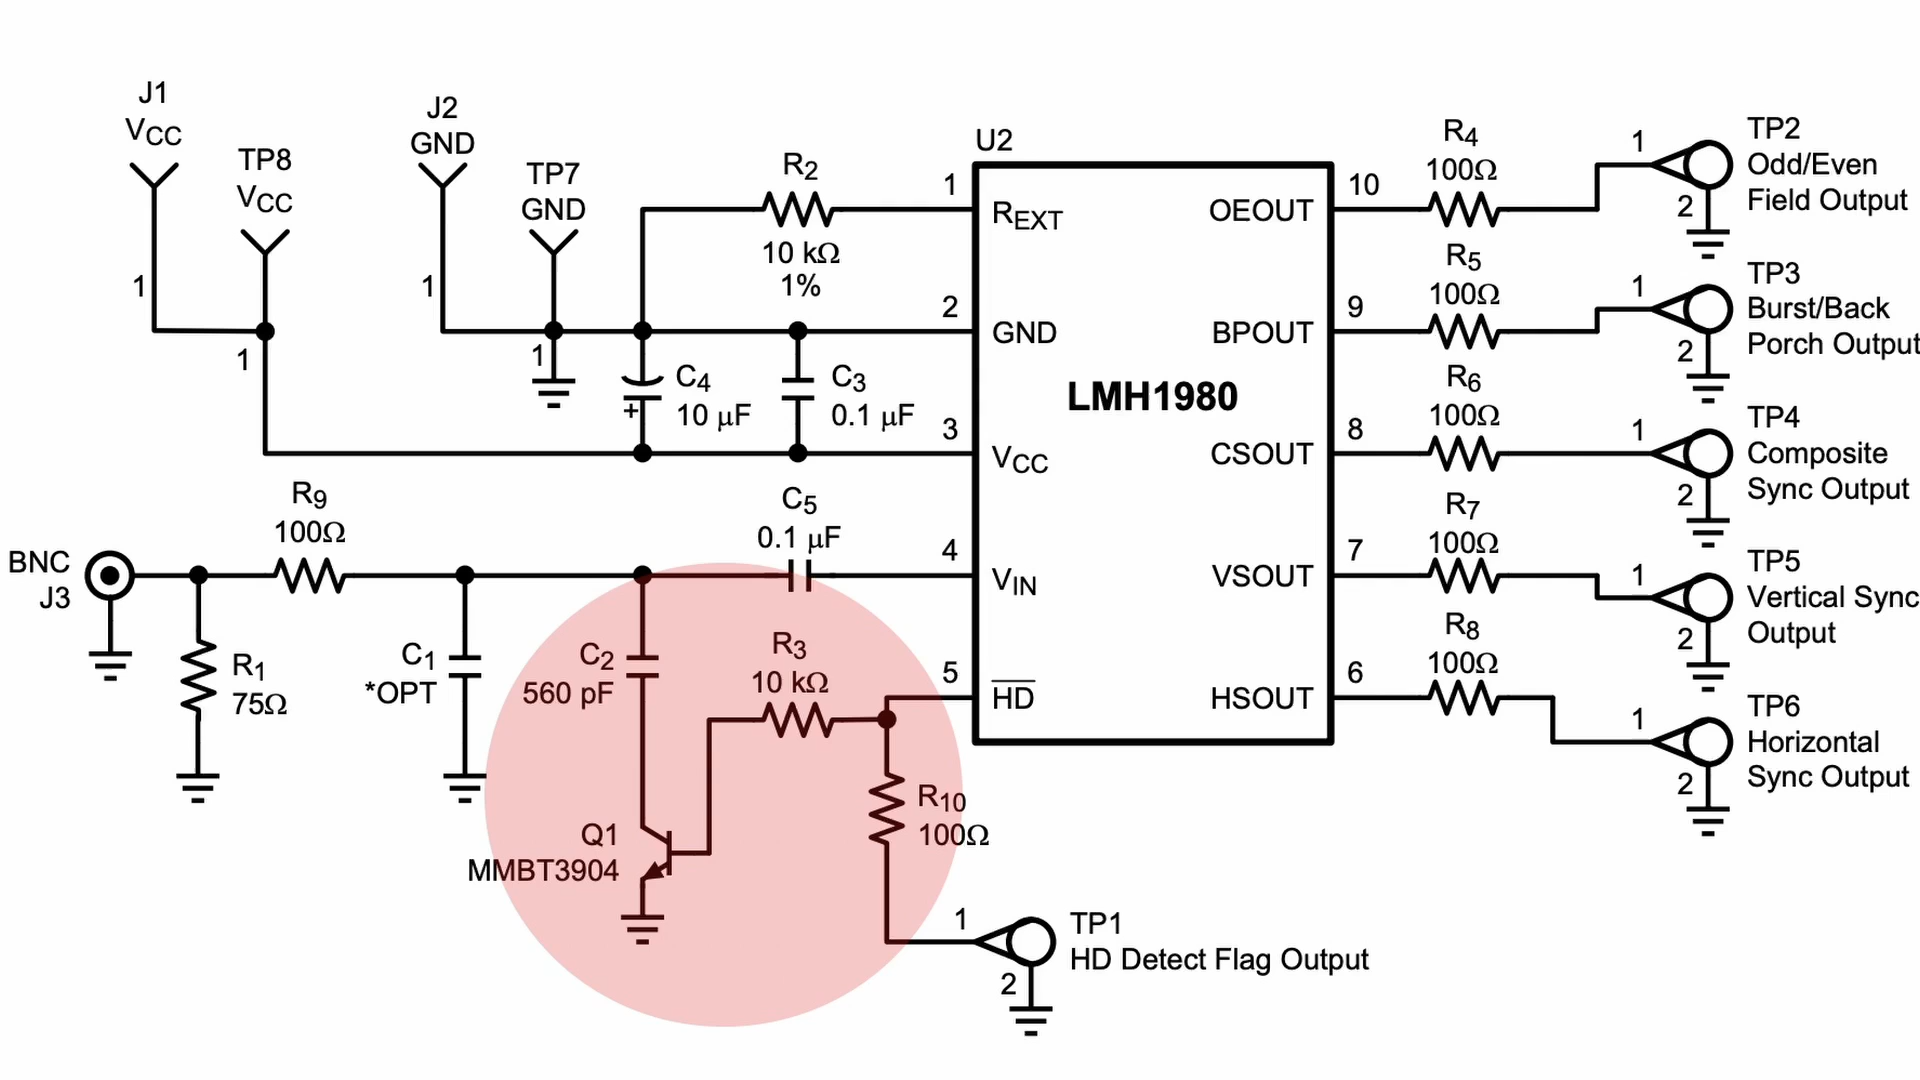 J1
VCC
TP8
VCC
J2
GND
TP7
GND
R2
10 kΩ
1%
1
1
1
1
C4
10 µF
+
C3
0.1 µF
U2
LMH1980
1
REXT
2
GND
3
VCC
4
VIN
5
HD
10
OEOUT
9
BPOUT
8
CSOUT
7
VSOUT
6
HSOUT
R4
100Ω
R5
100Ω
R6
100Ω
R7
100Ω
R8
100Ω
1
2
TP2
Odd/Even
Field Output
1
2
TP3
Burst/Back
Porch Output
1
2
TP4
Composite
Sync Output
1
2
TP5
Vertical Sync
Output
1
2
TP6
Horizontal
Sync Output
BNC
J3
R9
100Ω
R1
75Ω
C1
*OPT
C5
0.1 µF
C2
560 pF
R3
10 kΩ
Q1
MMBT3904
R10
100Ω
1
2
TP1
HD Detect Flag Output